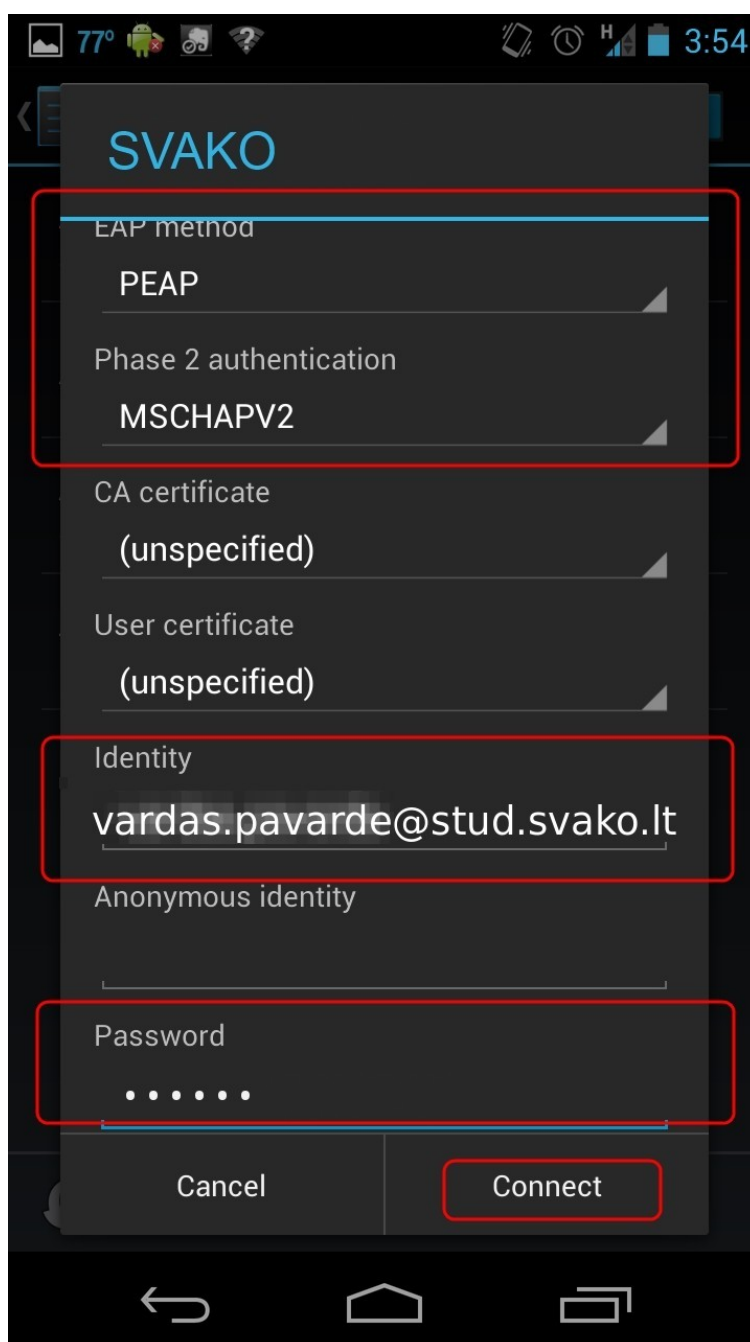 77° H 3:54
SVAKO
EAP method
PEAP
Phase 2 authentication
MSCHAPV2
CA certificate
(unspecified)
User certificate
(unspecified)
Identity
vardas.pavarde@stud.svako.lt
Anonymous identity
Password
••••••
Cancel Connect